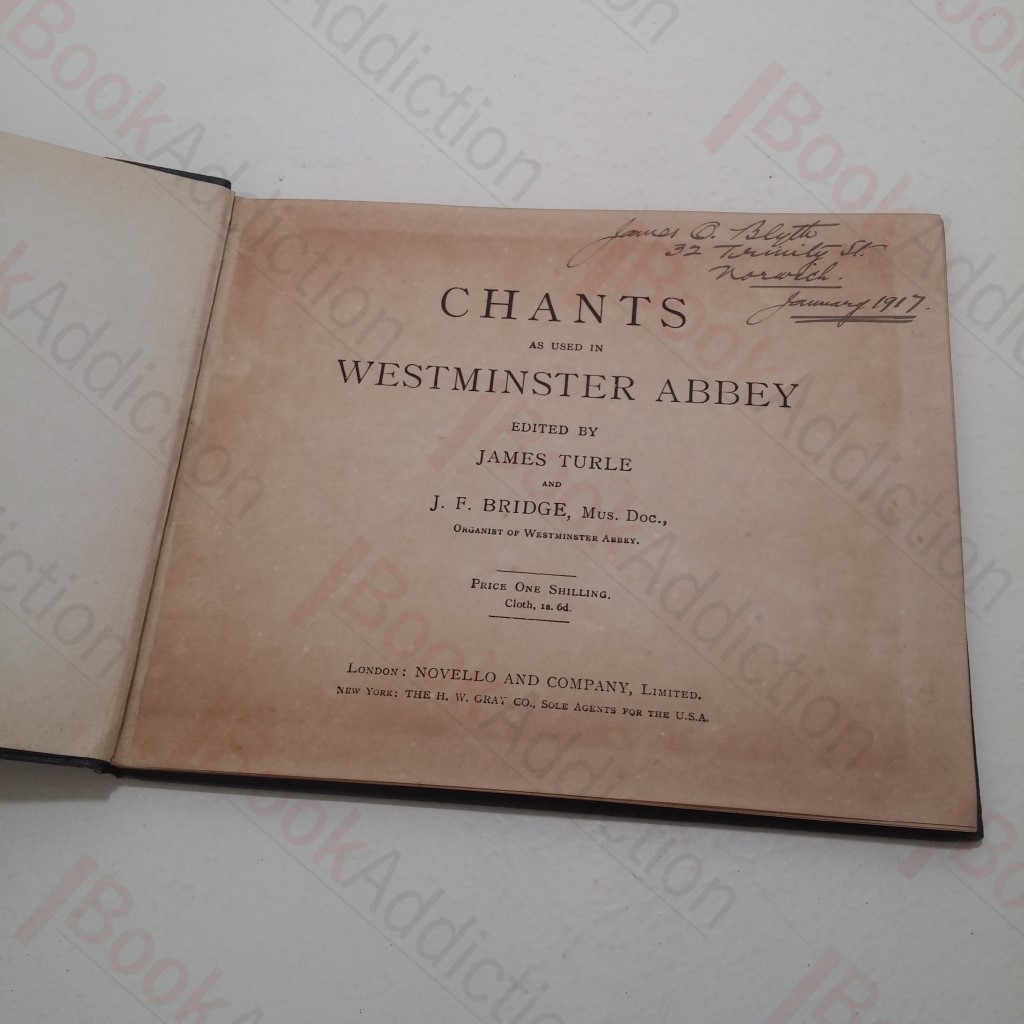 James O. Blyth
32 Trinity St.
Norwich.
January 1917.
CHANTS
AS USED IN
WESTMINSTER ABBEY
EDITED BY
JAMES TURLE
AND
J. F. BRIDGE, MUS. DOC.,
ORGANIST OF WESTMINSTER ABBEY.
PRICE ONE SHILLING.
Cloth, 1s. 6d.
LONDON: NOVELLO AND COMPANY, LIMITED.
NEW YORK: THE H. W. GRAY CO., SOLE AGENTS FOR THE U.S.A.
BookAddiction